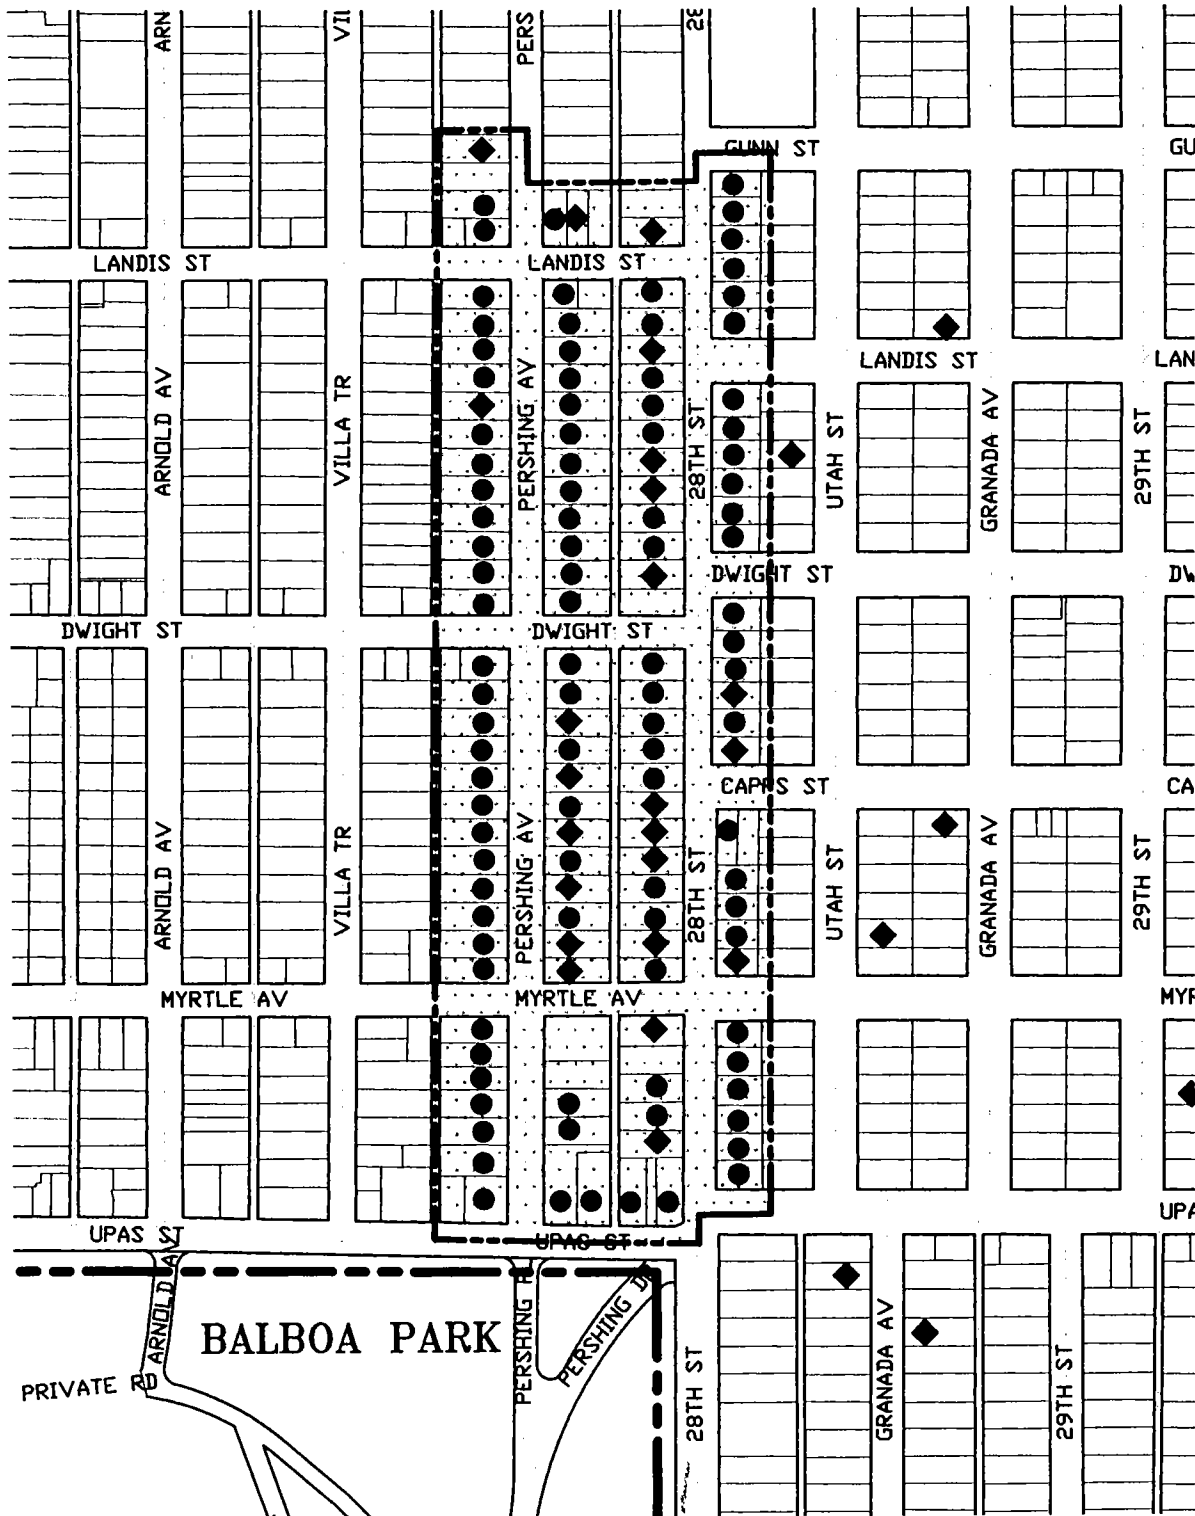 ARN
VIL
PERS
28
GUNN ST
GU
LANDIS ST
LANDIS ST
LANDIS ST
LAN
ARNOLD AV
VILLA TR
PERSHING AV
28TH ST
UTAH ST
GRANADA AV
29TH ST
DWIGHT ST
DWIGHT ST
DWIGHT ST
DW
CAPPS ST
CA
ARNOLD AV
VILLA TR
PERSHING AV
28TH ST
UTAH ST
GRANADA AV
29TH ST
MYRTLE AV
MYRTLE AV
MYR
UPAS ST
UPAS ST
UPA
ARNOLD AV
BALBOA PARK
PERSHING
PERSHING D
PRIVATE RD
28TH ST
GRANADA AV
29TH ST